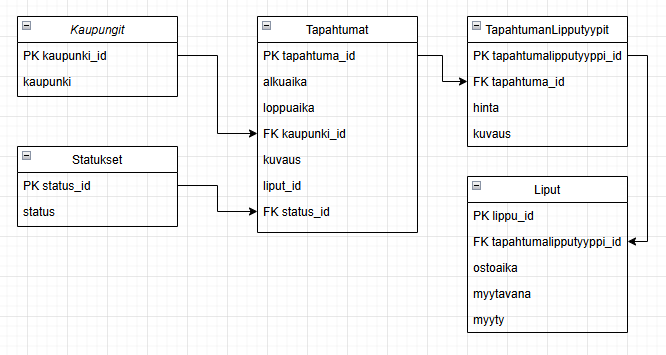 Kaupungit
PK kaupunki_id
kaupunki
Statukset
PK status_id
status
Tapahtumat
PK tapahtuma_id
alkuaika
loppuaika
FK kaupunki_id
kuvaus
liput_id
FK status_id
TapahtumanLipputyypit
PK tapahtumalipputyyppi_id
FK tapahtuma_id
hinta
kuvaus
Liput
PK lippu_id
FK tapahtumalipputyyppi_id
ostoaika
myytavana
myyty